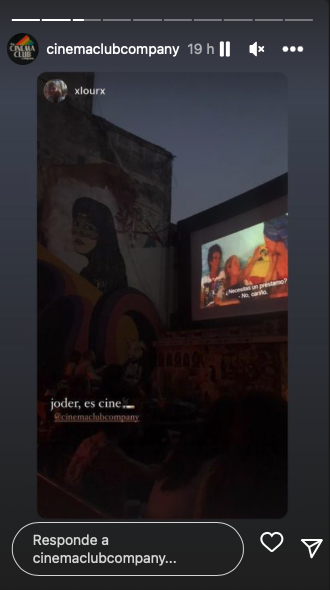 CINEMA
CLUB
cinemaclubcompany 19 h
xlourx
¿Necesitas un préstamo?
- No, cariño.
joder, es cine
@cinemaclubcompany
Responde a
cinemaclubcompany...